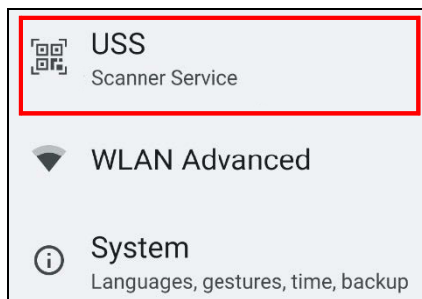 USS
Scanner Service
WLAN Advanced
System
Languages, gestures, time, backup